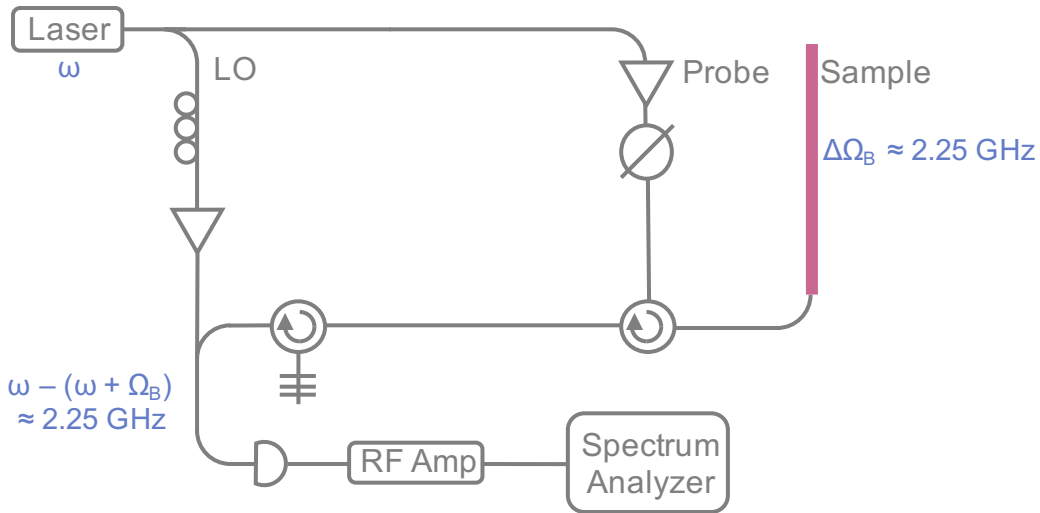 Laser
ω
LO
Probe
Sample
ΔΩB ≈ 2.25 GHz
ω – (ω + ΩB)
≈ 2.25 GHz
RF Amp
Spectrum
Analyzer